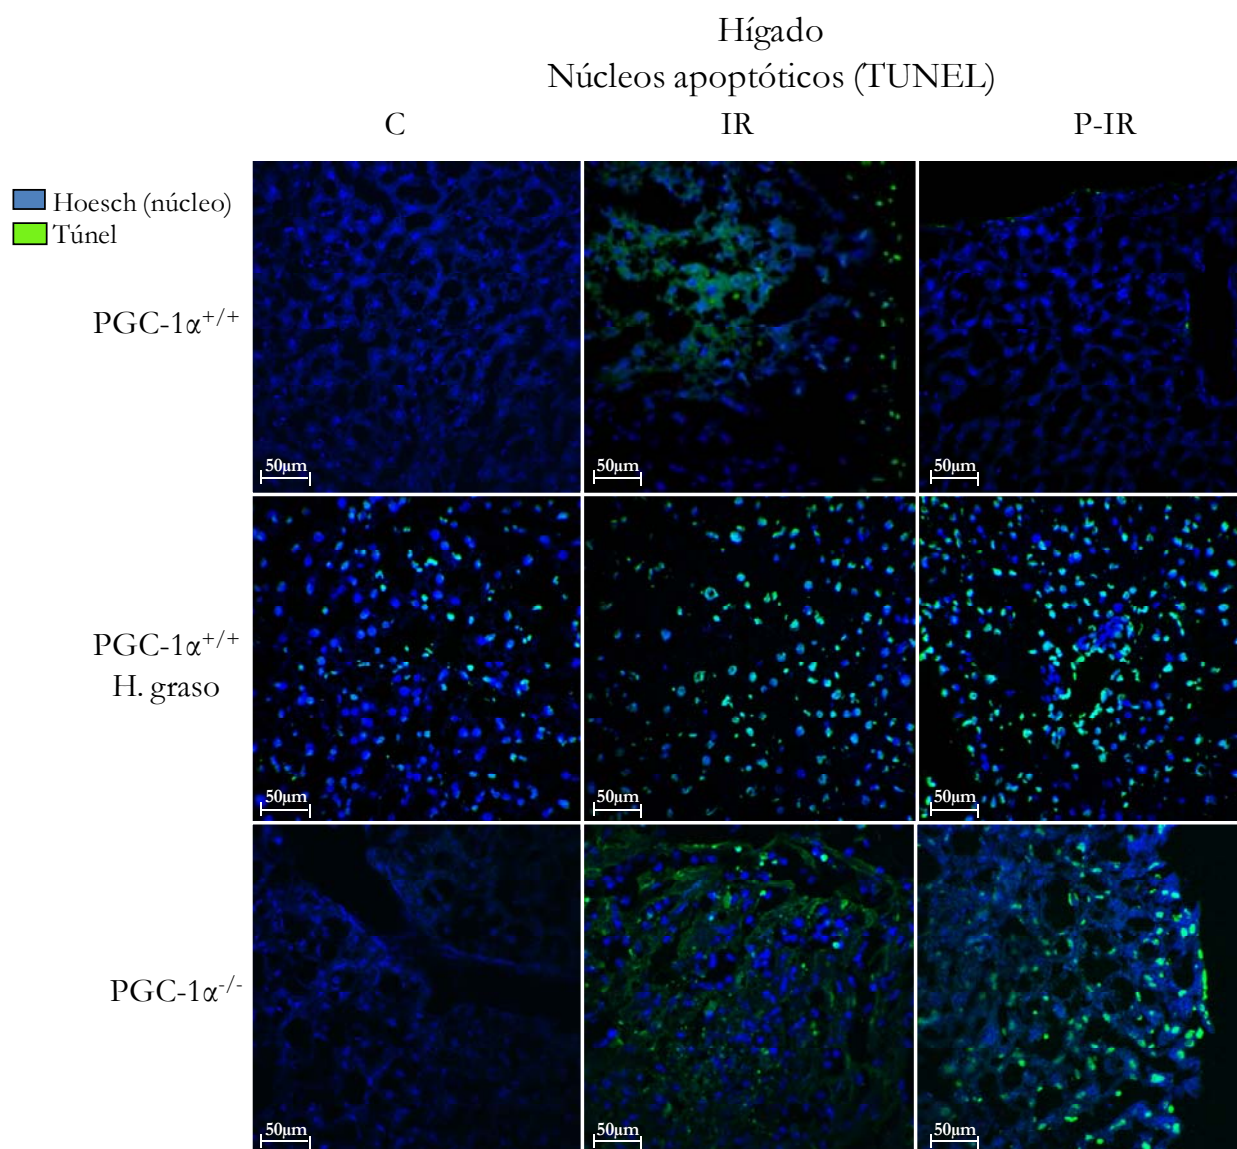 Hígado
Núcleos apoptóticos (TUNEL)
C IR P-IR
Hoesch (núcleo)
Túnel
PGC-1α+/+
50µm 50µm 50µm
PGC-1α+/+
H. graso
50µm 50µm 50µm
PGC-1α-/-
50µm 50µm 50µm